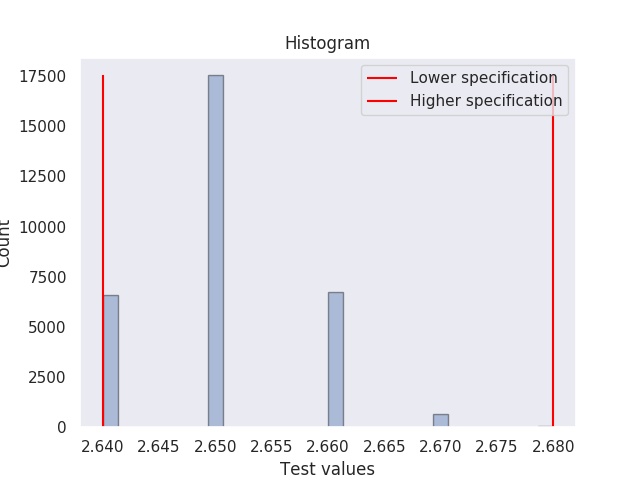 Histogram
Lower specification
Higher specification
17500
15000
12500
10000
7500
5000
2500
0
Count
2.640 2.645 2.650 2.655 2.660 2.665 2.670 2.675 2.680
Test values